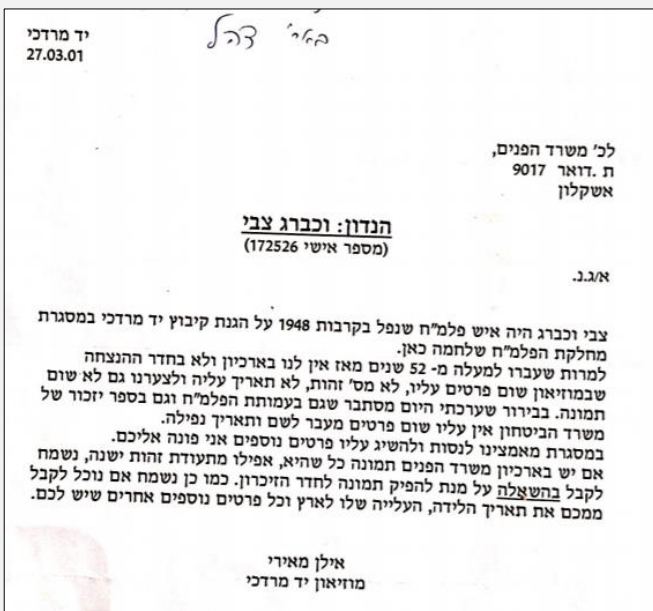 באר' צה"ל
יד מרדכי
27.03.01
לכ' משרד הפנים,
ת.דואר 9017
אשקלון
הנדון: וכברג צבי
(מספר אישי 172526)
א/ג.נ.
צבי וכברג היה איש פלמ"ח שנפל בקרבות 1948 על הגנת קיבוץ יד מרדכי במסגרת
מחלקת הפלמ"ח שלחמה כאן.
למרות שעברו למעלה מ- 52 שנים מאז אין לנו בארכיון ולא בחדר ההנצחה
שבמוזיאון שום פרטים עליו, לא מס' זהות, לא תאריך עליה ולצערנו גם לא שום
תמונה. בבירור שערכתי היום מסתבר שגם בעמותת הפלמ"ח וגם בספר יזכור של
משרד הביטחון אין עליו שום פרטים מעבר לשם ותאריך נפילה.
במסגרת מאמצינו לנסות ולהשיג עליו פרטים נוספים אני פונה אליכם.
אם יש בארכיון משרד הפנים תמונה כל שהיא, אפילו מתעודת זהות ישנה, נשמח
לקבל בהשאלה על מנת להפיק תמונה לחדר הזיכרון. כמו כן נשמח אם נוכל לקבל
ממכם את תאריך הלידה, העלייה שלו לארץ וכל פרטים נוספים אחרים שיש לכם.
אילן מאירי
מוזיאון יד מרדכי